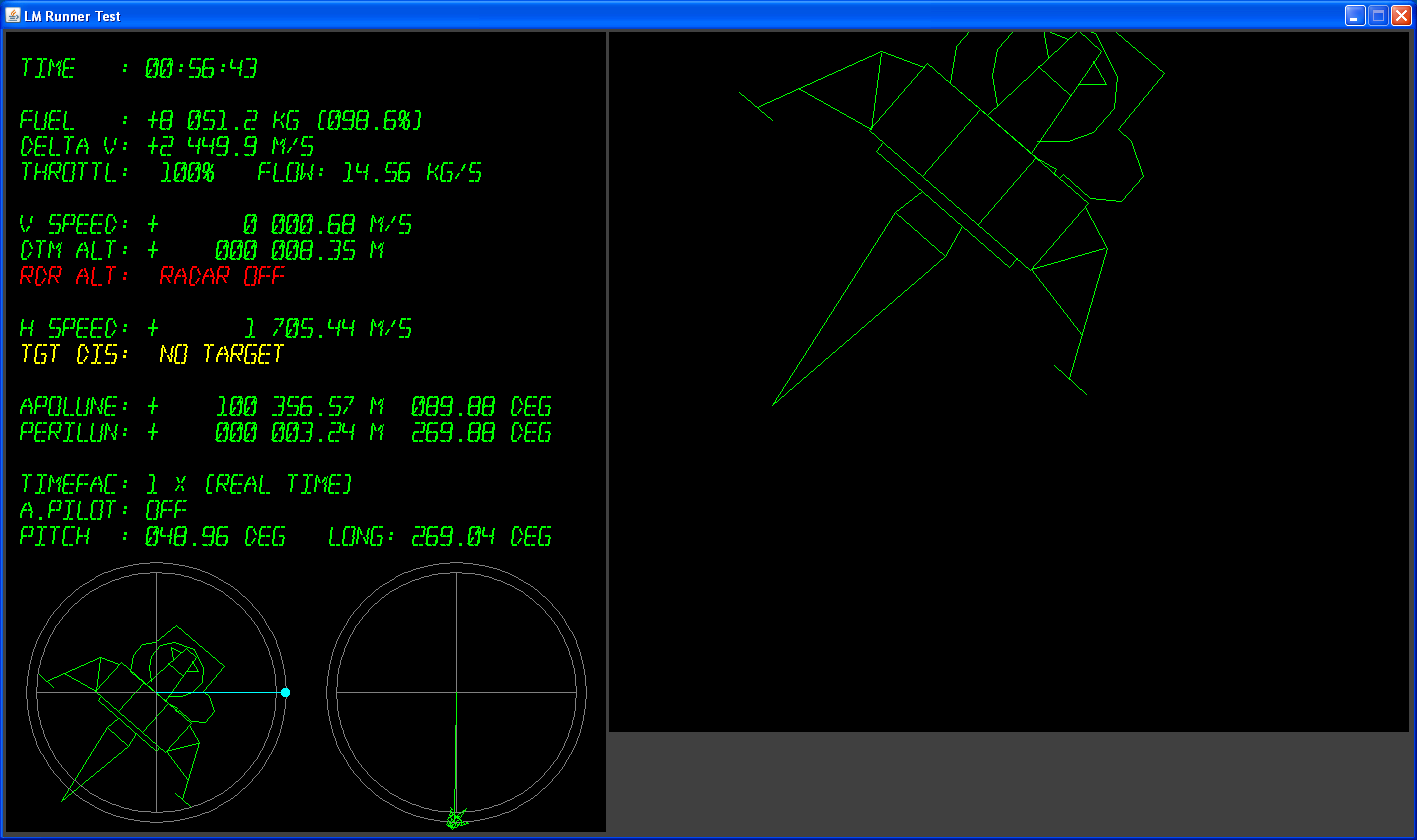 LM Runner Test
TIME : 00:56:43
FUEL : +8 051.2 KG (098.6%)
DELTA V: +2 449.9 M/S
THROTTL: 100% FLOW: 14.56 KG/S
V SPEED: + 0 000.68 M/S
DTM ALT: + 000 008.35 M
RDR ALT: RADAR OFF
H SPEED: + 1 705.44 M/S
TGT DIS: NO TARGET
APOLUNE: + 100 356.57 M 089.88 DEG
PERILUN: + 000 003.24 M 269.88 DEG
TIMEFAC: 1 X (REAL TIME)
A.PILOT: OFF
PITCH : 048.96 DEG LONG: 269.04 DEG